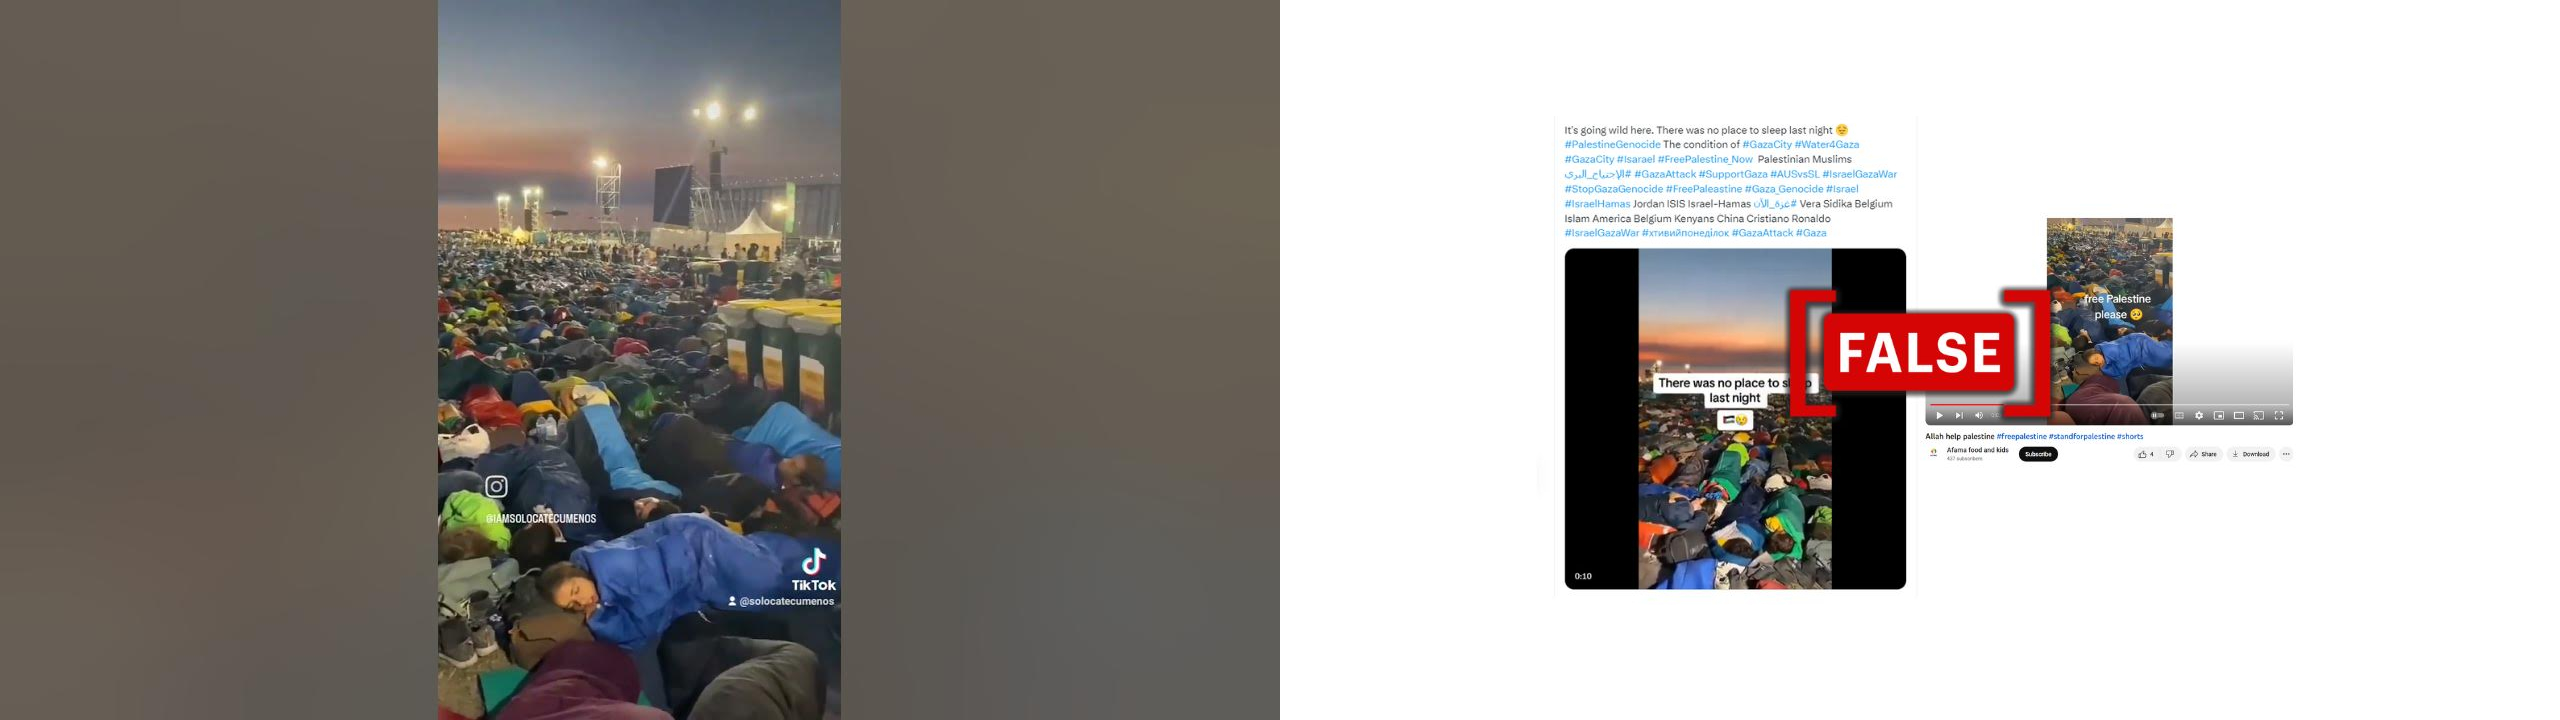 @IAMSOLOCATECUMENOS
TikTok
@solocatecumenos
It's going wild here. There was no place to sleep last night 😔
#PalestineGenocide The condition of #GazaCity #Water4Gaza
#GazaCity #Isarael #FreePalestine_Now Palestinian Muslims
#الإجتياح_البري #GazaAttack #SupportGaza #AUSvsSL #IsraelGazaWar
#StopGazaGenocide #FreePaleastine #Gaza_Genocide #Israel
#IsraelHamas Jordan ISIS Israel-Hamas #غزة_الأن Vera Sidika Belgium
Islam America Belgium Kenyans China Cristiano Ronaldo
#IsraelGazaWar #хтивийпонеділок #GazaAttack #Gaza
There was no place to
last night
0:10
FALSE
free Palestine
please 🥺
Allah help palestine #freepalestine #standforpalestine #shorts
Afama food and kids
437 subscribers
Subscribe
4
Share
Download